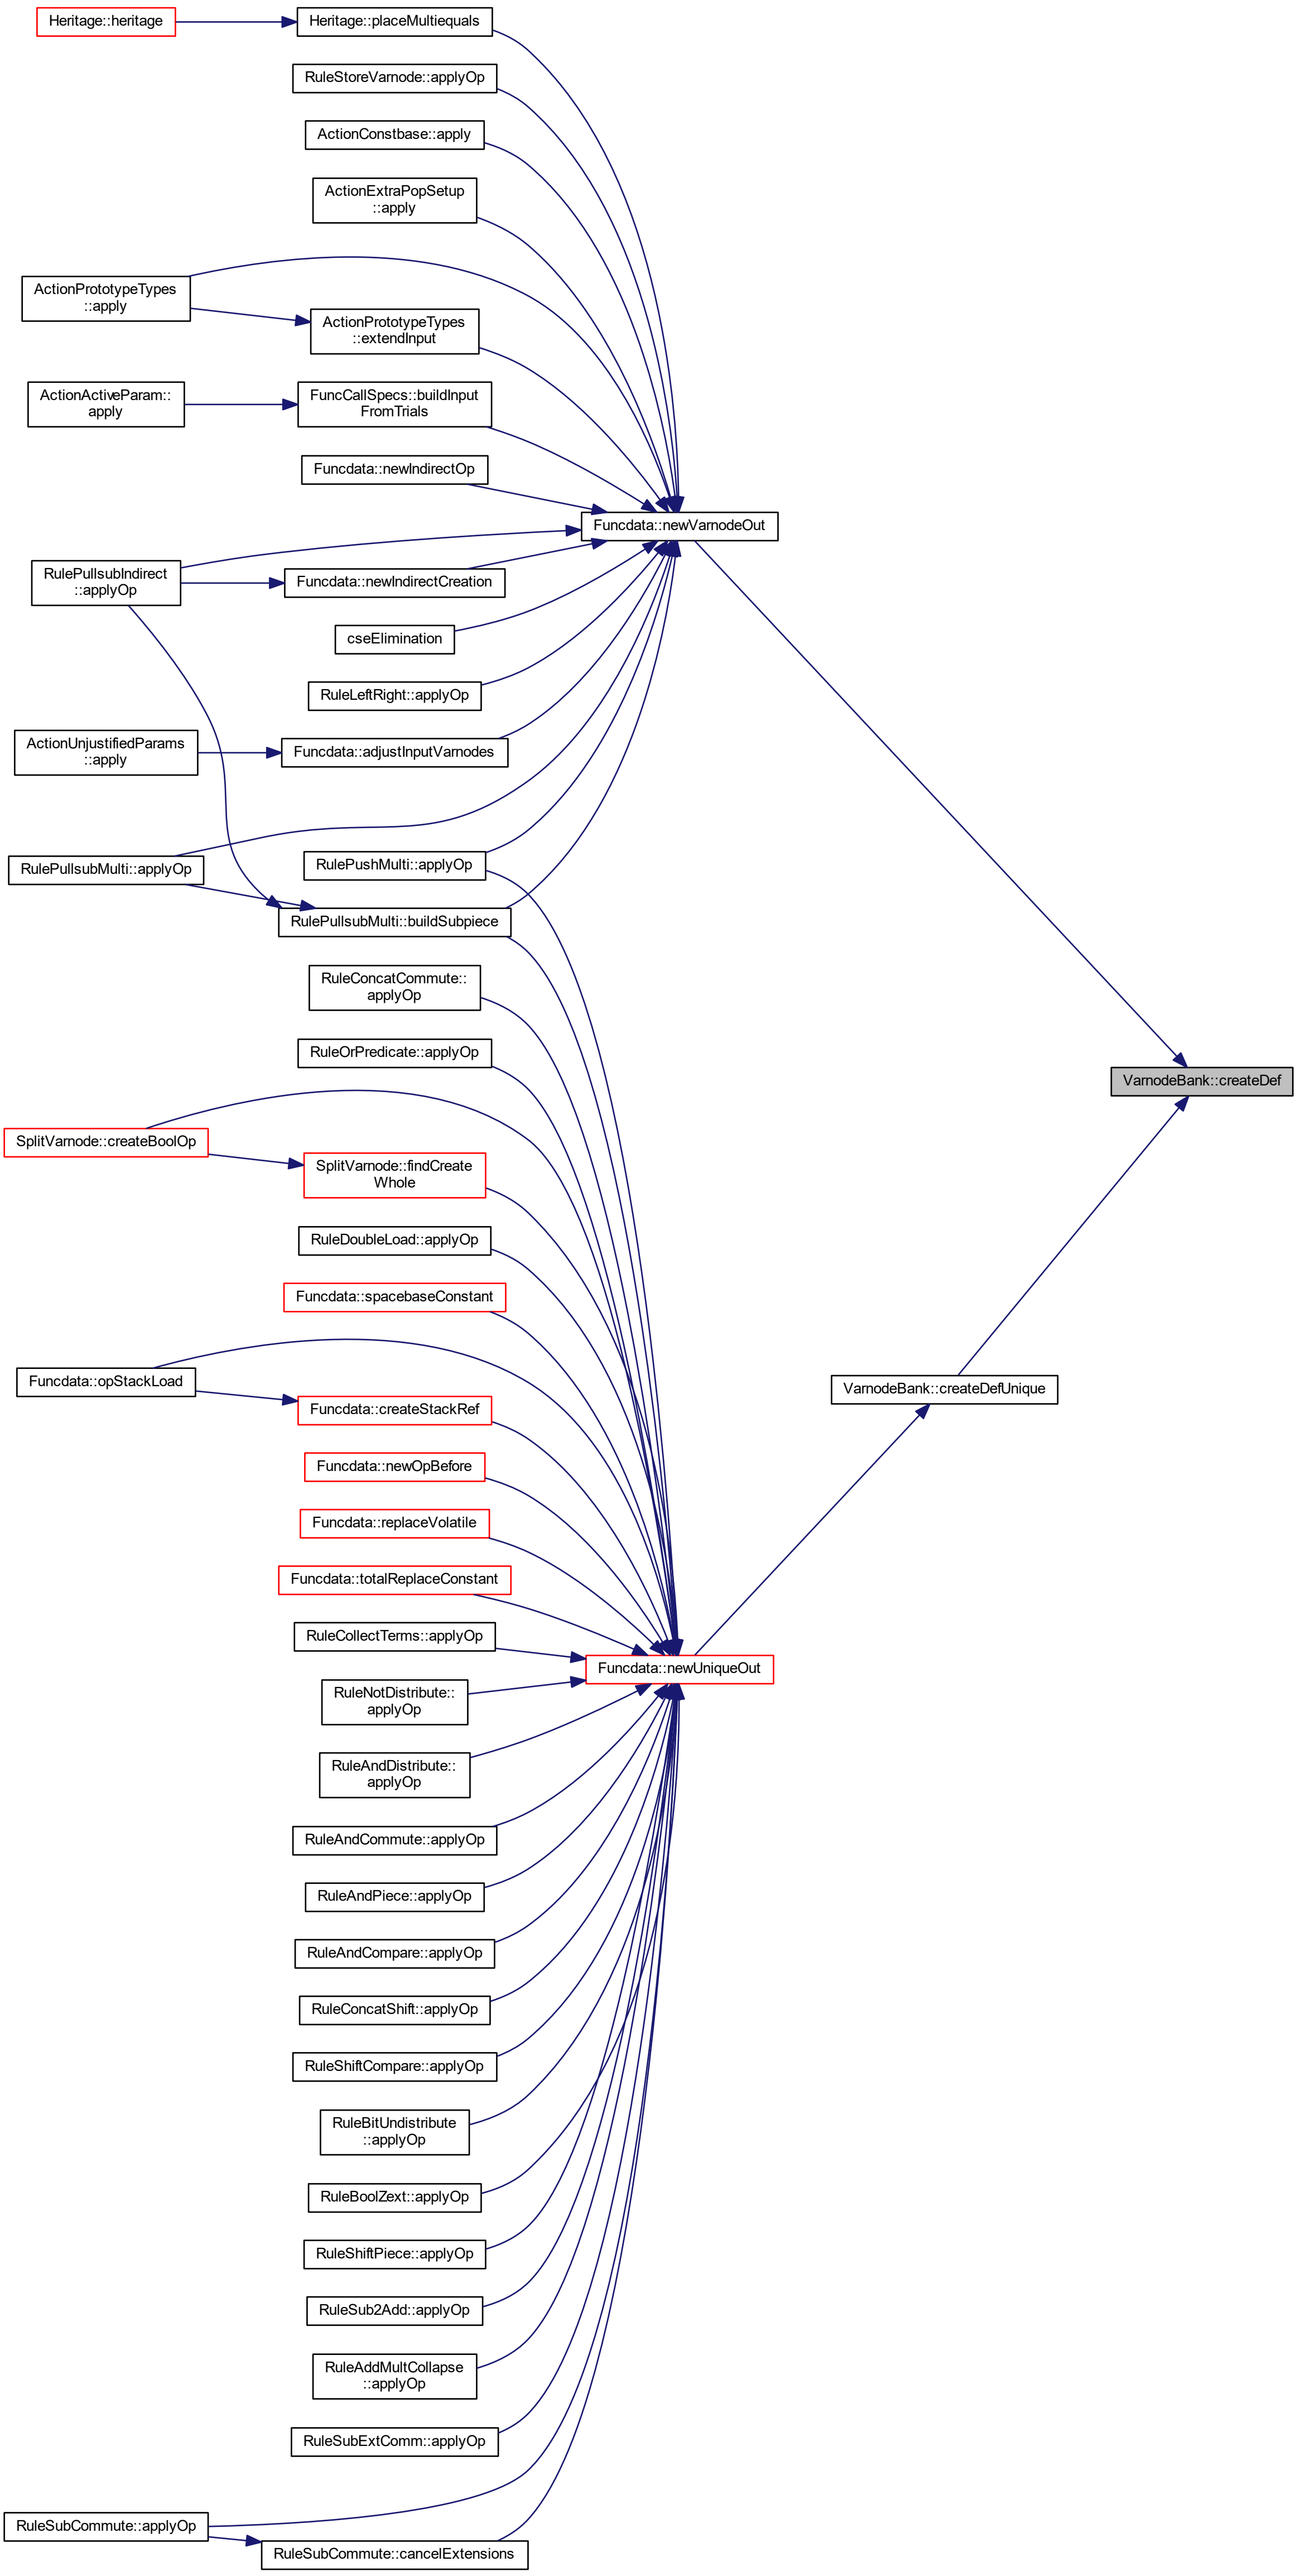 Heritage::heritage
Heritage::placeMultiequals
RuleStoreVarnode::applyOp
ActionConstbase::apply
ActionExtraPopSetup
::apply
ActionPrototypeTypes
::apply
ActionPrototypeTypes
::extendInput
ActionActiveParam::
apply
FuncCallSpecs::buildInput
FromTrials
Funcdata::newIndirectOp
Funcdata::newVarnodeOut
RulePullsubIndirect
::applyOp
Funcdata::newIndirectCreation
cseElimination
RuleLeftRight::applyOp
ActionUnjustifiedParams
::apply
Funcdata::adjustInputVarnodes
RulePullsubMulti::applyOp
RulePushMulti::applyOp
RulePullsubMulti::buildSubpiece
RuleConcatCommute::
applyOp
RuleOrPredicate::applyOp
VarnodeBank::createDef
SplitVarnode::createBoolOp
SplitVarnode::findCreate
Whole
RuleDoubleLoad::applyOp
Funcdata::spacebaseConstant
Funcdata::opStackLoad
Funcdata::createStackRef
VarnodeBank::createDefUnique
Funcdata::newOpBefore
Funcdata::replaceVolatile
Funcdata::totalReplaceConstant
RuleCollectTerms::applyOp
Funcdata::newUniqueOut
RuleNotDistribute::
applyOp
RuleAndDistribute::
applyOp
RuleAndCommute::applyOp
RuleAndPiece::applyOp
RuleAndCompare::applyOp
RuleConcatShift::applyOp
RuleShiftCompare::applyOp
RuleBitUndistribute
::applyOp
RuleBoolZext::applyOp
RuleShiftPiece::applyOp
RuleSub2Add::applyOp
RuleAddMultCollapse
::applyOp
RuleSubExtComm::applyOp
RuleSubCommute::applyOp
RuleSubCommute::cancelExtensions